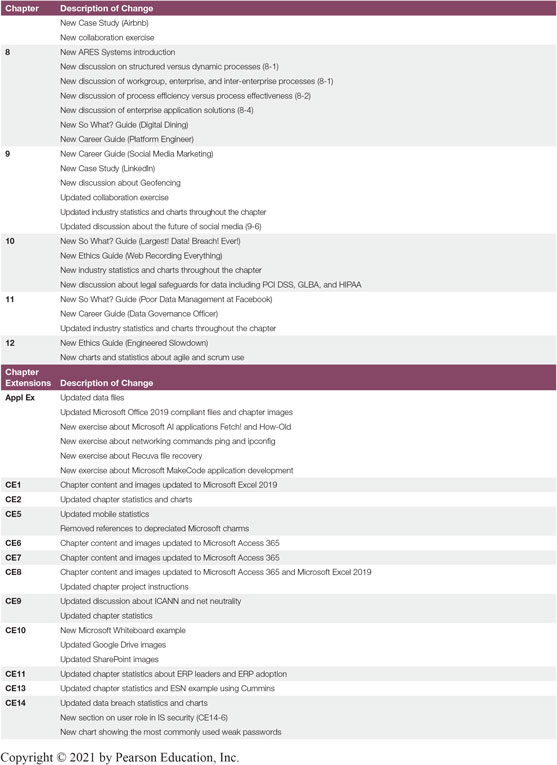 Chapter Description of Change
New Case Study (Airbnb)
New collaboration exercise
8 New ARES Systems introduction
New discussion on structured versus dynamic processes (8-1)
New discussion of workgroup, enterprise, and inter-enterprise processes (8-1)
New discussion of process efficiency versus process effectiveness (8-2)
New discussion of enterprise application solutions (8-4)
New So What? Guide (Digital Dining)
New Career Guide (Platform Engineer)
9 New Career Guide (Social Media Marketing)
New Case Study (LinkedIn)
New discussion about Geofencing
Updated collaboration exercise
Updated industry statistics and charts throughout the chapter
Updated discussion about the future of social media (9-6)
10 New So What? Guide (Largest! Data! Breach! Ever!)
New Ethics Guide (Web Recording Everything)
New industry statistics and charts throughout the chapter
New discussion about legal safeguards for data including PCI DSS, GLBA, and HIPAA
11 New So What? Guide (Poor Data Management at Facebook)
New Career Guide (Data Governance Officer)
Updated industry statistics and charts throughout the chapter
12 New Ethics Guide (Engineered Slowdown)
New charts and statistics about agile and scrum use
Chapter
Extensions Description of Change
Appl Ex Updated data files
Updated Microsoft Office 2019 compliant files and chapter images
New exercise about Microsoft AI applications Fetch! and How-Old
New exercise about networking commands ping and ipconfig
New exercise about Recuva file recovery
New exercise about Microsoft MakeCode application development
CE1 Chapter content and images updated to Microsoft Excel 2019
CE2 Updated chapter statistics and charts
CE5 Updated mobile statistics
Removed references to depreciated Microsoft charms
CE6 Chapter content and images updated to Microsoft Access 365
CE7 Chapter content and images updated to Microsoft Access 365
CE8 Chapter content and images updated to Microsoft Access 365 and Microsoft Excel 2019
Updated chapter project instructions
CE9 Updated discussion about ICANN and net neutrality
Updated chapter statistics
CE10 New Microsoft Whiteboard example
Updated Google Drive images
Updated SharePoint images
CE11 Updated chapter statistics about ERP leaders and ERP adoption
CE13 Updated chapter statistics and ESN example using Cummins
CE14 Updated data breach statistics and charts
New section on user role in IS security (CE14-6)
New chart showing the most commonly used weak passwords
Copyright © 2021 by Pearson Education, Inc.